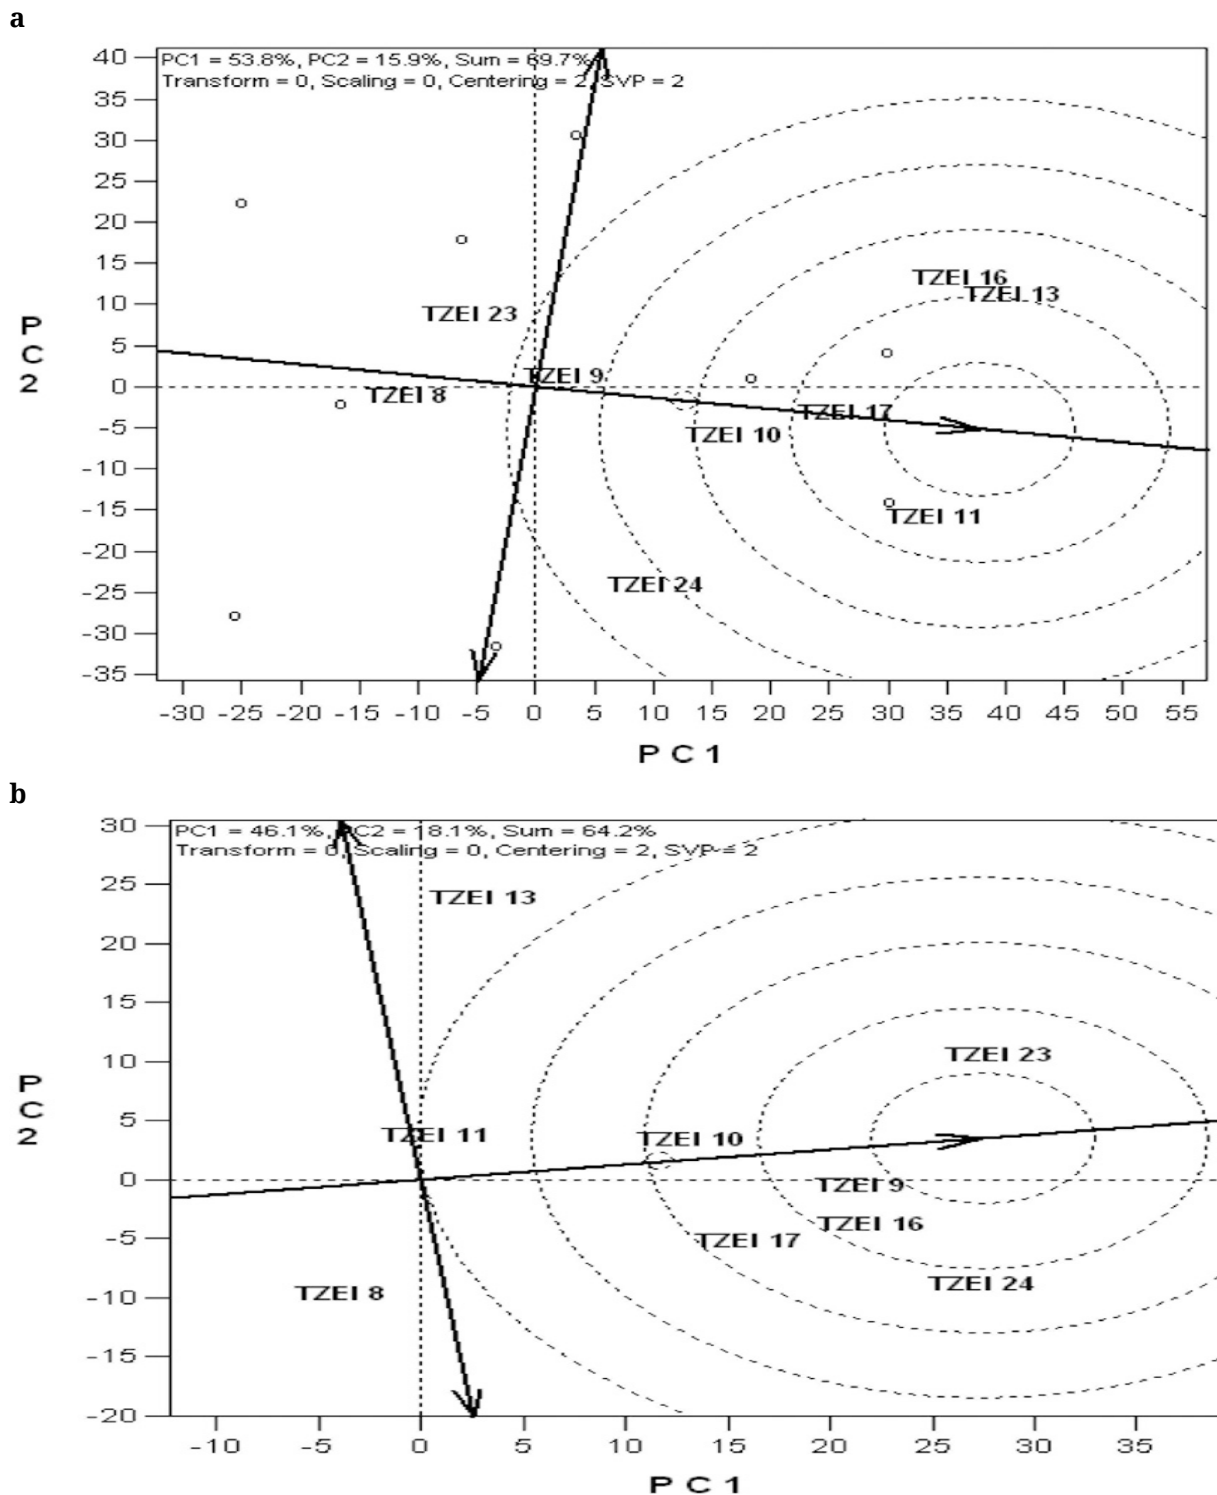 a
PC1 = 53.8%, PC2 = 15.9%, Sum = 69.7%
Transform = 0, Scaling = 0, Centering = 2, SVP = 2
40
35
30
25
20
15
10
5
0
-5
-10
-15
-20
-25
-30
-35
P C 2
TZEI 16
TZEI 13
TZEI 23
TZEI 9
TZEI 8
TZEI 17
TZEI 10
TZEI 11
TZEI 24
-30 -25 -20 -15 -10 -5 0 5 10 15 20 25 30 35 40 45 50 55
P C 1
b
PC1 = 46.1%, PC2 = 18.1%, Sum = 64.2%
Transform = 0, Scaling = 0, Centering = 2, SVP = 2
30
25
20
15
10
5
0
-5
-10
-15
-20
P C 2
TZEI 13
TZEI 23
TZEI 11
TZEI 10
TZEI 9
TZEI 16
TZEI 17
TZEI 24
TZEI 8
-10 -5 0 5 10 15 20 25 30 35
P C 1